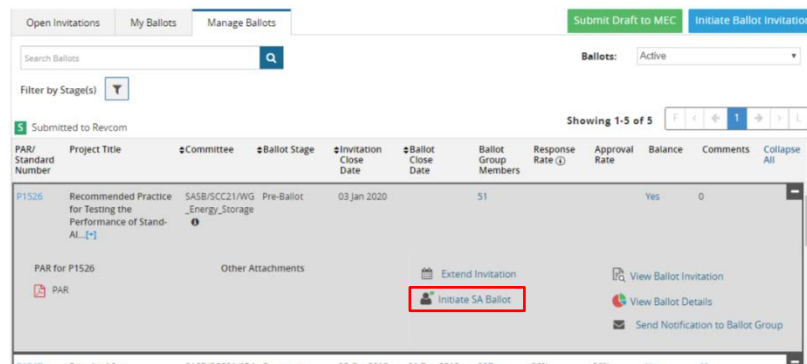 Open Invitations My Ballots Manage Ballots Submit Draft to MEC Initiate Ballot Invitation
Search Ballots Ballots: Active
Filter by Stage(s)
Showing 1-5 of 5 F 1 L
S Submitted to Revcom
PAR/ Project Title Committee Ballot Stage Invitation Ballot Ballot Response Approval Balance Comments Collapse
Standard Close Close Group Rate Rate All
Number Date Date Members
P1526 Recommended Practice SASB/SCC21/WG Pre-Ballot 03 Jan 2020 51 Yes 0
for Testing the _Energy_Storage
Performance of Stand-
Al...[+]
PAR for P1526 Other Attachments Extend Invitation View Ballot Invitation
PAR Initiate SA Ballot View Ballot Details
Send Notification to Ballot Group